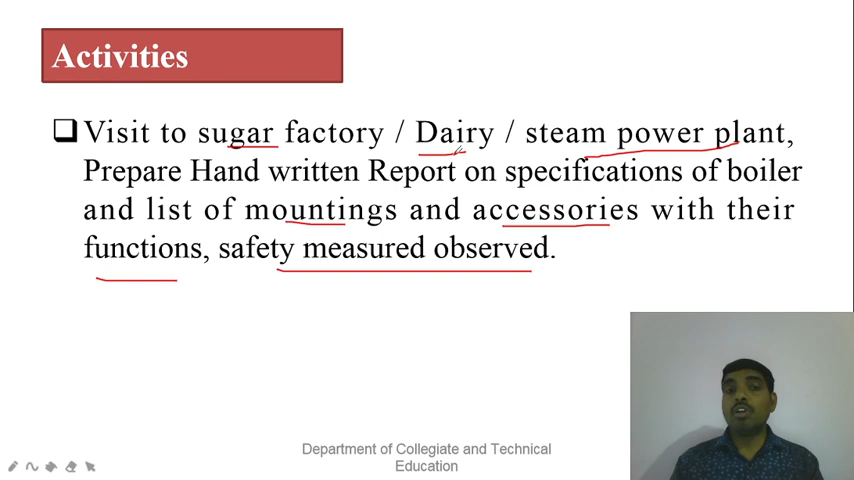 Activities
Visit to sugar factory / Dairy / steam power plant,
Prepare Hand written Report on specifications of boiler
and list of mountings and accessories with their
functions, safety measured observed.
Department of Collegiate and Technical
Education